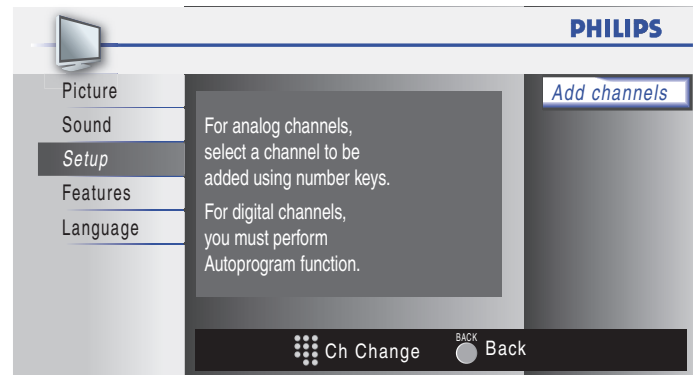 PHILIPS
Picture
Sound
Setup
Features
Language
For analog channels,
select a channel to be
added using number keys.
For digital channels,
you must perform
Autoprogram function.
Add channels
Ch Change BACK Back